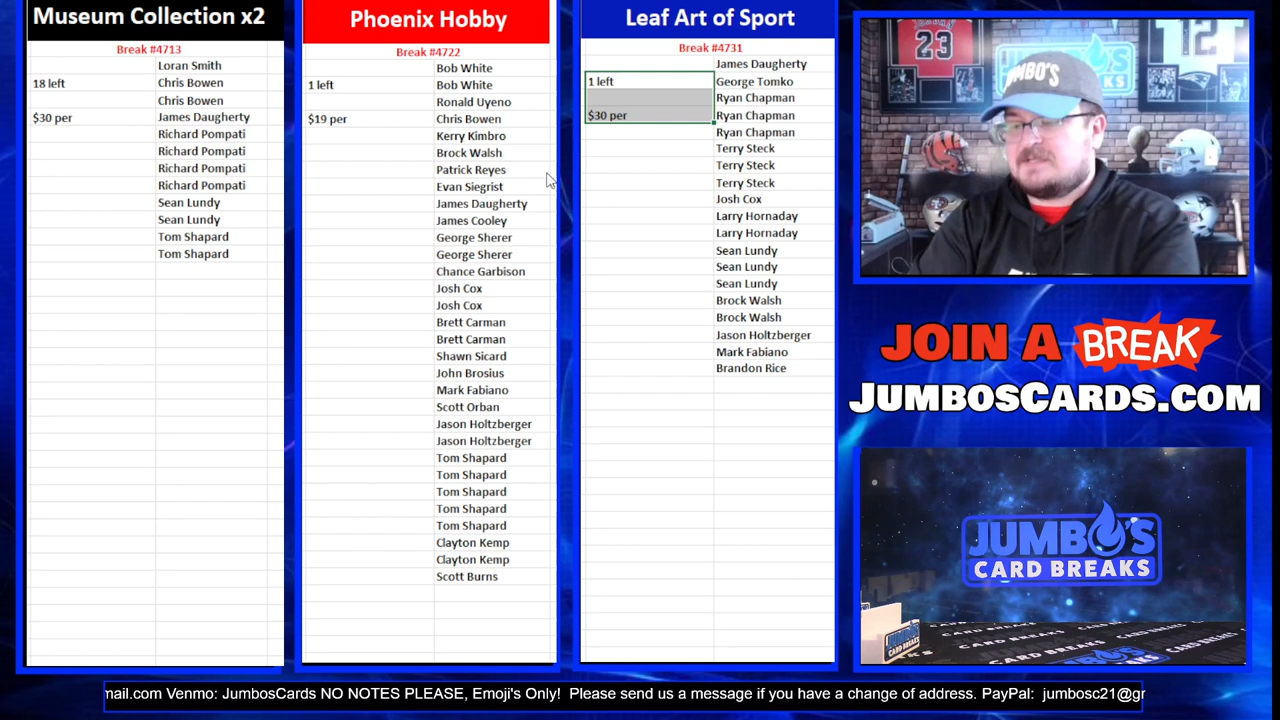 Museum Collection x2
Break #4713
Loran Smith
18 left Chris Bowen
Chris Bowen
$30 per James Daugherty
Richard Pompati
Richard Pompati
Richard Pompati
Richard Pompati
Sean Lundy
Sean Lundy
Tom Shapard
Tom Shapard
Phoenix Hobby
Break #4722
Bob White
1 left Bob White
Ronald Uyeno
$19 per Chris Bowen
Kerry Kimbro
Brock Walsh
Patrick Reyes
Evan Siegrist
James Daugherty
James Cooley
George Sherer
George Sherer
Chance Garbison
Josh Cox
Josh Cox
Brett Carman
Brett Carman
Shawn Sicard
John Brosius
Mark Fabiano
Scott Orban
Jason Holtzberger
Jason Holtzberger
Tom Shapard
Tom Shapard
Tom Shapard
Tom Shapard
Tom Shapard
Clayton Kemp
Clayton Kemp
Scott Burns
Leaf Art of Sport
Break #4731
James Daugherty
1 left George Tomko
Ryan Chapman
$30 per Ryan Chapman
Ryan Chapman
Terry Steck
Terry Steck
Terry Steck
Josh Cox
Larry Hornaday
Larry Hornaday
Sean Lundy
Sean Lundy
Sean Lundy
Brock Walsh
Brock Walsh
Jason Holtzberger
Mark Fabiano
Brandon Rice
23
12
JUMBO'S
JOIN A BREAK
JUMBOSCARDS.COM
JUMBO'S
CARD BREAKS
mail.com Venmo: JumbosCards NO NOTES PLEASE, Emoji's Only! Please send us a message if you have a change of address. PayPal: jumbosc21@gr